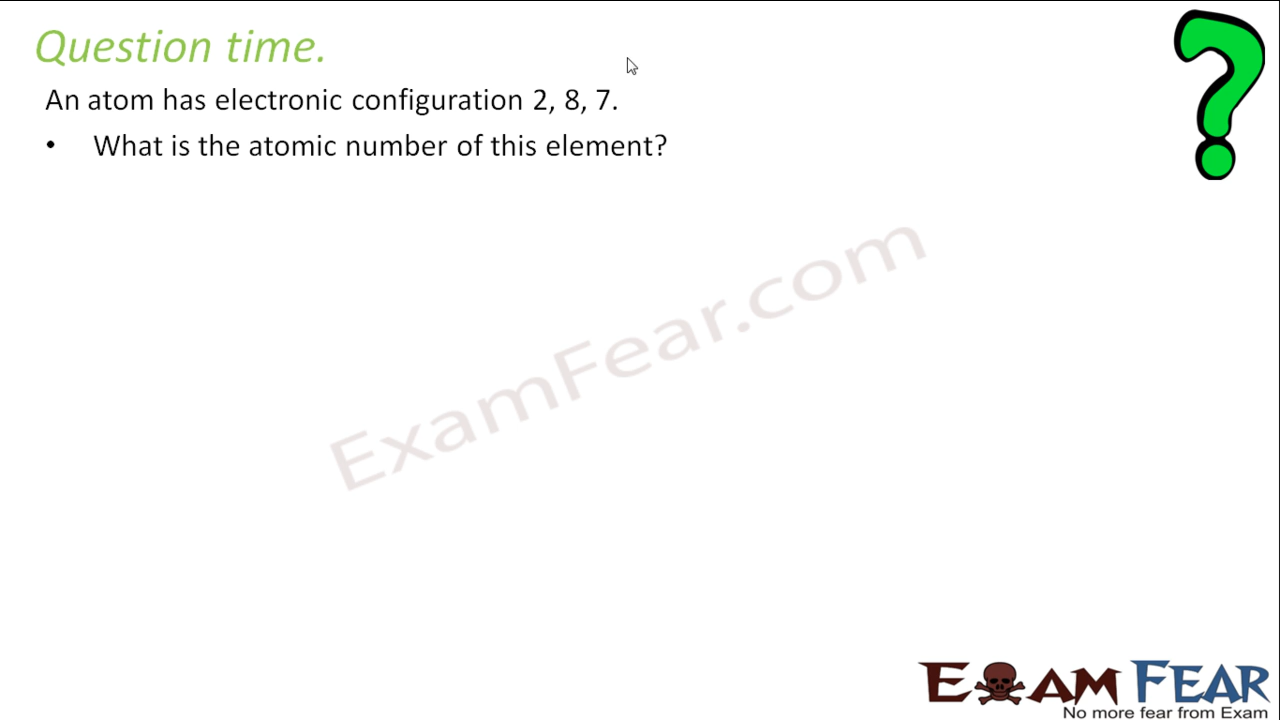 Question time.
An atom has electronic configuration 2, 8, 7.
• What is the atomic number of this element?
ExamFear.com
EXAM FEAR
No more fear from Exam